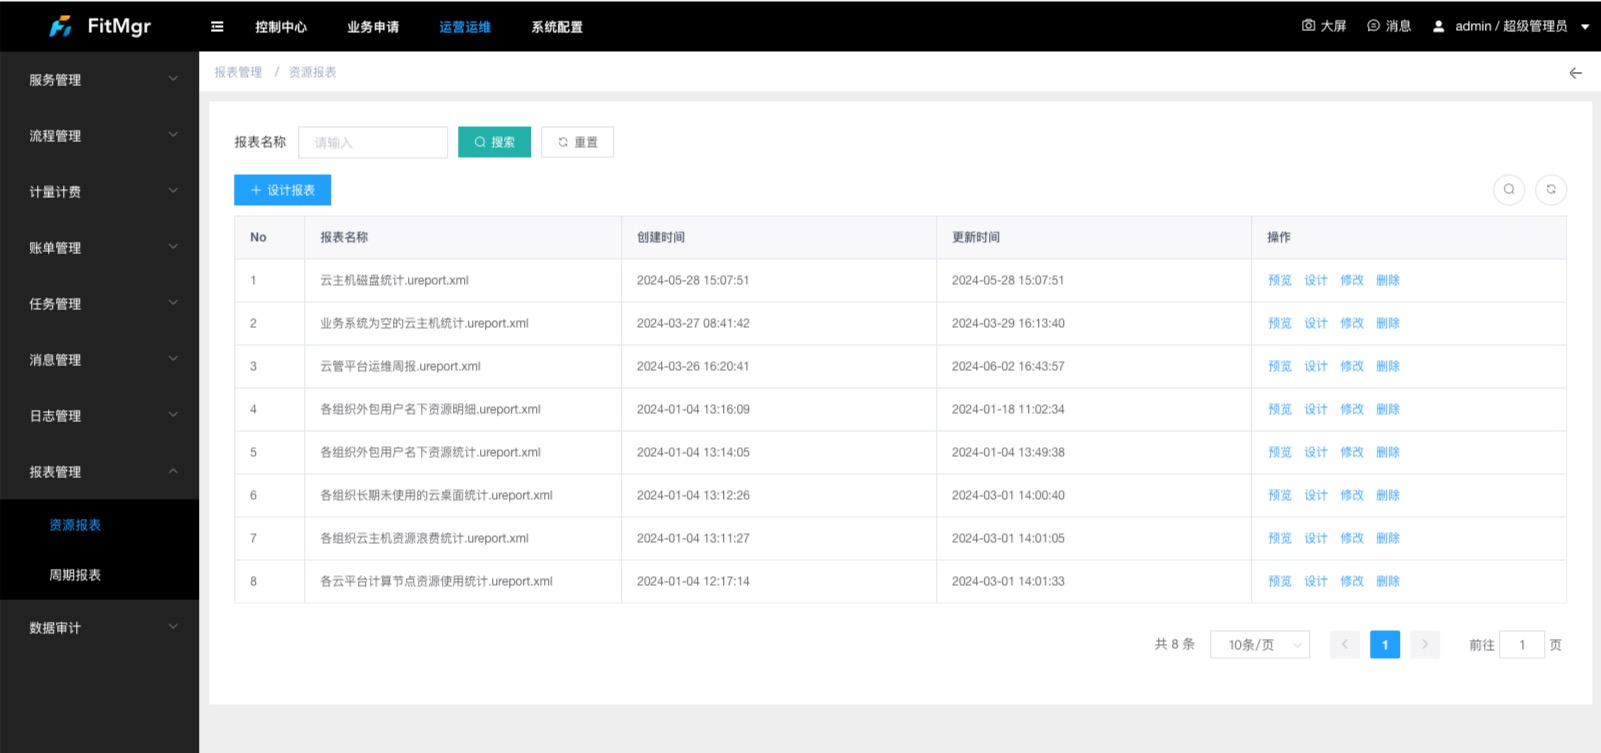 FitMgr 控制中心 业务申请 运营运维 系统配置 大屏 消息 admin / 超级管理员
服务管理
流程管理
计量计费
账单管理
任务管理
消息管理
日志管理
报表管理
资源报表
周期报表
数据审计
报表管理 / 资源报表
报表名称 请输入 搜索 重置
设计报表
No 报表名称 创建时间 更新时间 操作
1 云主机磁盘统计.ureport.xml 2024-05-28 15:07:51 2024-05-28 15:07:51 预览 设计 修改 删除
2 业务系统为空的云主机统计.ureport.xml 2024-03-27 08:41:42 2024-03-29 16:13:40 预览 设计 修改 删除
3 云管平台运维周报.ureport.xml 2024-03-26 16:20:41 2024-06-02 16:43:57 预览 设计 修改 删除
4 各组织外包用户名下资源明细.ureport.xml 2024-01-04 13:16:09 2024-01-18 11:02:34 预览 设计 修改 删除
5 各组织外包用户名下资源统计.ureport.xml 2024-01-04 13:14:05 2024-01-04 13:49:38 预览 设计 修改 删除
6 各组织长期未使用的云桌面统计.ureport.xml 2024-01-04 13:12:26 2024-03-01 14:00:40 预览 设计 修改 删除
7 各组织云主机资源浪费统计.ureport.xml 2024-01-04 13:11:27 2024-03-01 14:01:05 预览 设计 修改 删除
8 各云平台计算节点资源使用统计.ureport.xml 2024-01-04 12:17:14 2024-03-01 14:01:33 预览 设计 修改 删除
共 8 条 10条/页 1 前往 1 页